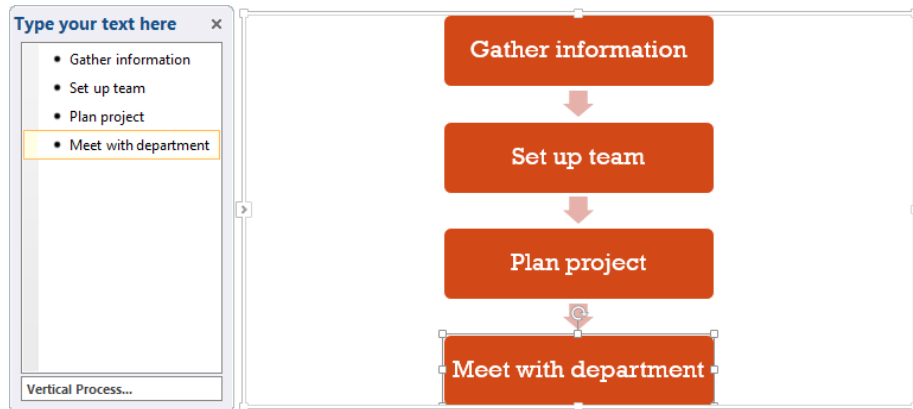 Type your text here
Gather information
Set up team
Plan project
Meet with department
Vertical Process...
Gather information
Set up team
Plan project
Meet with department